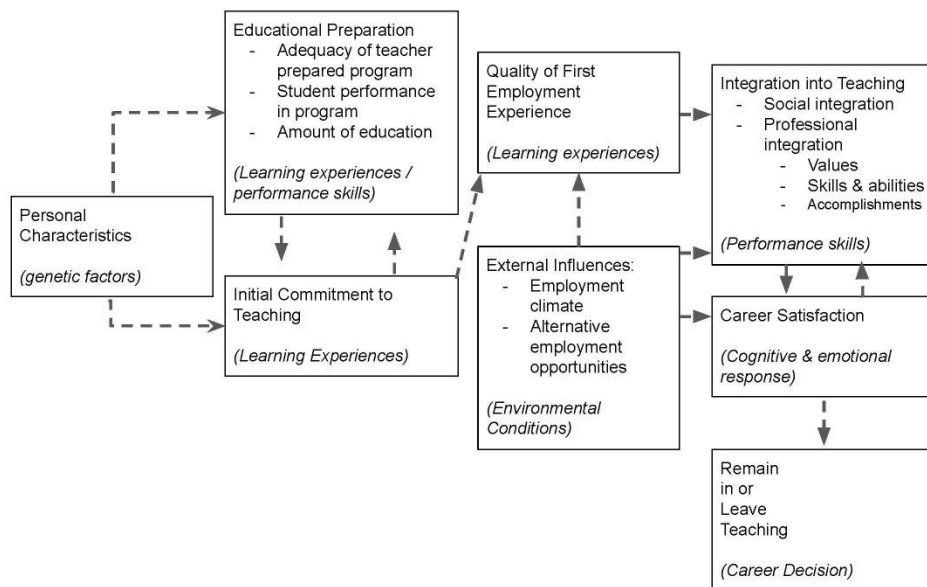 Educational Preparation
- Adequacy of teacher
prepared program
- Student performance
in program
- Amount of education
(Learning experiences /
performance skills)
Personal
Characteristics
(genetic factors)
Initial Commitment to
Teaching
(Learning Experiences)
Quality of First
Employment
Experience
(Learning experiences)
External Influences:
- Employment
climate
- Alternative
employment
opportunities
(Environmental
Conditions)
Integration into Teaching
- Social integration
- Professional
integration
- Values
- Skills & abilities
- Accomplishments
(Performance skills)
Career Satisfaction
(Cognitive & emotional
response)
Remain
in or
Leave
Teaching
(Career Decision)